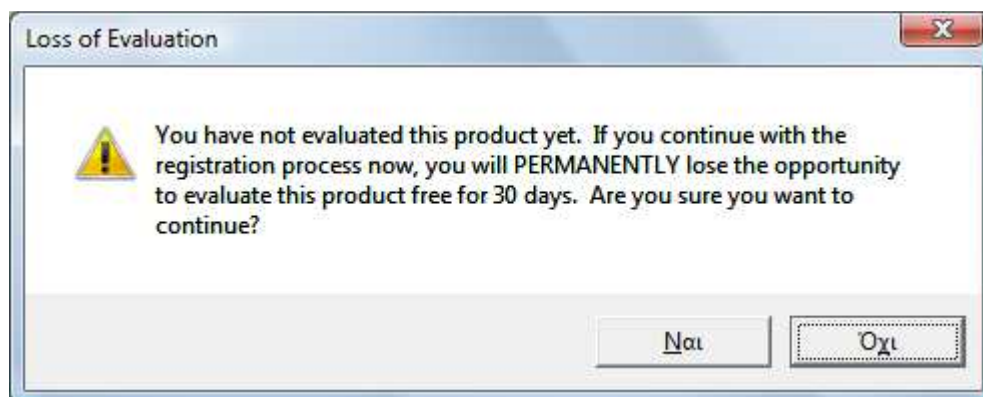 Loss of Evaluation
You have not evaluated this product yet.  If you continue with the
registration process now, you will PERMANENTLY lose the opportunity
to evaluate this product free for 30 days.  Are you sure you want to
continue?
Ναι
Όχι